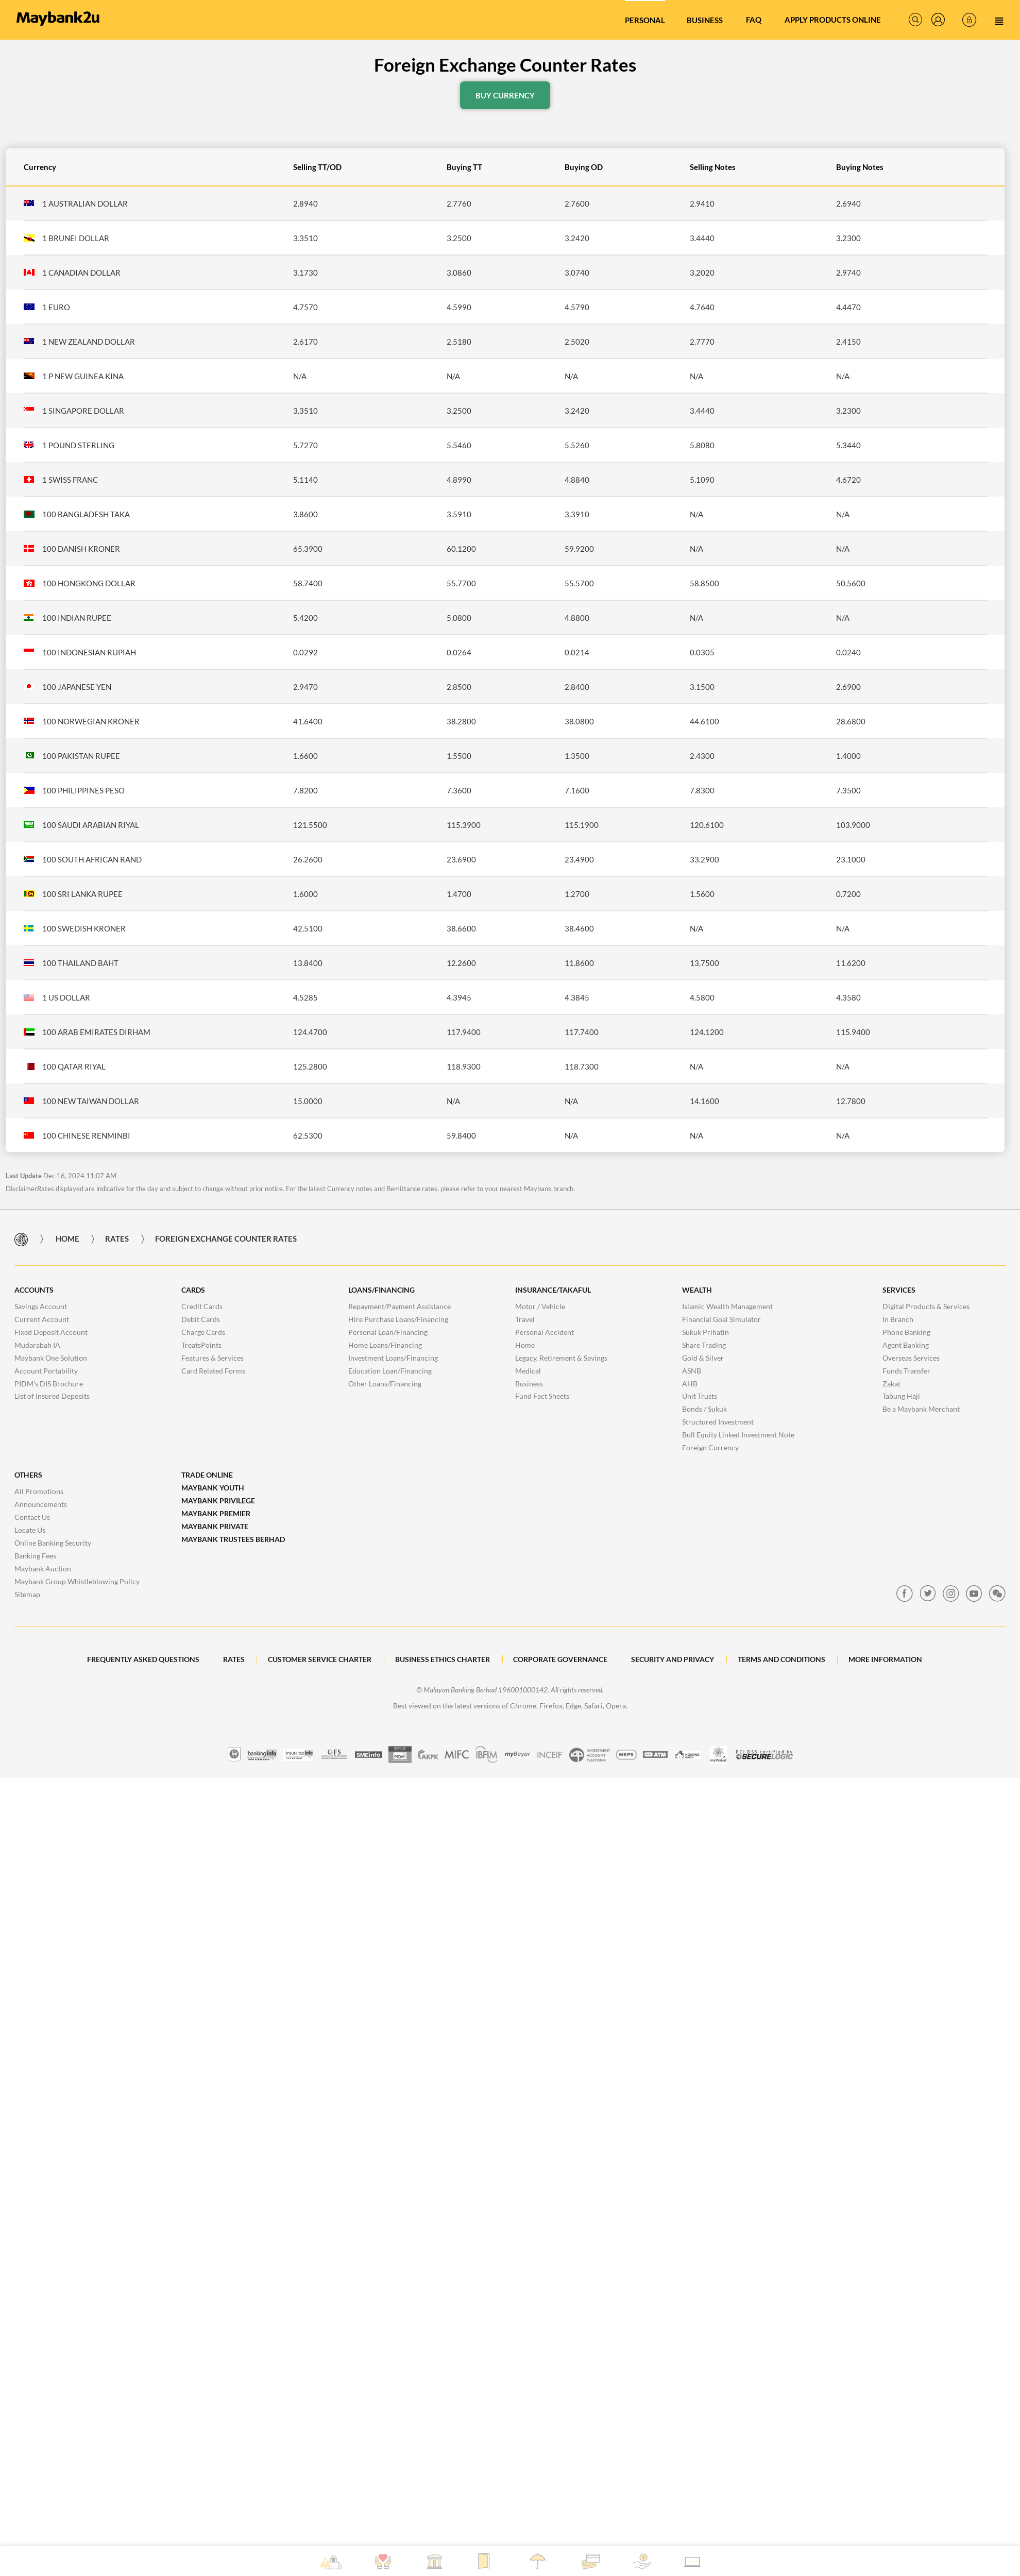 Maybank2u PERSONAL BUSINESS FAQ APPLY PRODUCTS ONLINE
Foreign Exchange Counter Rates
BUY CURRENCY
Currency Selling TT/OD Buying TT Buying OD Selling Notes Buying Notes
1 AUSTRALIAN DOLLAR 2.8940 2.7760 2.7600 2.9410 2.6940
1 BRUNEI DOLLAR 3.3510 3.2500 3.2420 3.4440 3.2300
1 CANADIAN DOLLAR 3.1730 3.0860 3.0740 3.2020 2.9740
1 EURO 4.7570 4.5990 4.5790 4.7640 4.4470
1 NEW ZEALAND DOLLAR 2.6170 2.5180 2.5020 2.7770 2.4150
1 P NEW GUINEA KINA N/A N/A N/A N/A N/A
1 SINGAPORE DOLLAR 3.3510 3.2500 3.2420 3.4440 3.2300
1 POUND STERLING 5.7270 5.5460 5.5260 5.8080 5.3440
1 SWISS FRANC 5.1140 4.8990 4.8840 5.1090 4.6720
100 BANGLADESH TAKA 3.8600 3.5910 3.3910 N/A N/A
100 DANISH KRONER 65.3900 60.1200 59.9200 N/A N/A
100 HONGKONG DOLLAR 58.7400 55.7700 55.5700 58.8500 50.5600
100 INDIAN RUPEE 5.4200 5.0800 4.8800 N/A N/A
100 INDONESIAN RUPIAH 0.0292 0.0264 0.0214 0.0305 0.0240
100 JAPANESE YEN 2.9470 2.8500 2.8400 3.1500 2.6900
100 NORWEGIAN KRONER 41.6400 38.2800 38.0800 44.6100 28.6800
100 PAKISTAN RUPEE 1.6600 1.5500 1.3500 2.4300 1.4000
100 PHILIPPINES PESO 7.8200 7.3600 7.1600 7.8300 7.3500
100 SAUDI ARABIAN RIYAL 121.5500 115.3900 115.1900 120.6100 103.9000
100 SOUTH AFRICAN RAND 26.2600 23.6900 23.4900 33.2900 23.1000
100 SRI LANKA RUPEE 1.6000 1.4700 1.2700 1.5600 0.7200
100 SWEDISH KRONER 42.5100 38.6600 38.4600 N/A N/A
100 THAILAND BAHT 13.8400 12.2600 11.8600 13.7500 11.6200
1 US DOLLAR 4.5285 4.3945 4.3845 4.5800 4.3580
100 ARAB EMIRATES DIRHAM 124.4700 117.9400 117.7400 124.1200 115.9400
100 QATAR RIYAL 125.2800 118.9300 118.7300 N/A N/A
100 NEW TAIWAN DOLLAR 15.0000 N/A N/A 14.1600 12.7800
100 CHINESE RENMINBI 62.5300 59.8400 N/A N/A N/A
Last Update Dec 16, 2024 11:07 AM
DisclaimerRates displayed are indicative for the day and subject to change without prior notice. For the latest Currency notes and Remittance rates, please refer to your nearest Maybank branch.
HOME RATES FOREIGN EXCHANGE COUNTER RATES
ACCOUNTS
Savings Account
Current Account
Fixed Deposit Account
Mudarabah IA
Maybank One Solution
Account Portability
PIDM's DIS Brochure
List of Insured Deposits
CARDS
Credit Cards
Debit Cards
Charge Cards
TreatsPoints
Features & Services
Card Related Forms
LOANS/FINANCING
Repayment/Payment Assistance
Hire Purchase Loans/Financing
Personal Loan/Financing
Home Loans/Financing
Investment Loans/Financing
Education Loan/Financing
Other Loans/Financing
INSURANCE/TAKAFUL
Motor / Vehicle
Travel
Personal Accident
Home
Legacy, Retirement & Savings
Medical
Business
Fund Fact Sheets
WEALTH
Islamic Wealth Management
Financial Goal Simulator
Sukuk Prihatin
Share Trading
Gold & Silver
ASNB
AHB
Unit Trusts
Bonds / Sukuk
Structured Investment
Bull Equity Linked Investment Note
Foreign Currency
SERVICES
Digital Products & Services
In Branch
Phone Banking
Agent Banking
Overseas Services
Funds Transfer
Zakat
Tabung Haji
Be a Maybank Merchant
OTHERS
All Promotions
Announcements
Contact Us
Locate Us
Online Banking Security
Banking Fees
Maybank Auction
Maybank Group Whistleblowing Policy
Sitemap
TRADE ONLINE
MAYBANK YOUTH
MAYBANK PRIVILEGE
MAYBANK PREMIER
MAYBANK PRIVATE
MAYBANK TRUSTEES BERHAD
FREQUENTLY ASKED QUESTIONS RATES CUSTOMER SERVICE CHARTER BUSINESS ETHICS CHARTER CORPORATE GOVERNANCE SECURITY AND PRIVACY TERMS AND CONDITIONS MORE INFORMATION
© Malayan Banking Berhad 196001000142, All rights reserved.
Best viewed on the latest versions of Chrome, Firefox, Edge, Safari, Opera.
bankinginfo insuranceinfo OFS SMEinfo PIDM AKPK MIFC IBFIM myBayar INCEIF INVESTMENT ACCOUNT PLATFORM MEPS ATM SECURELOGIC